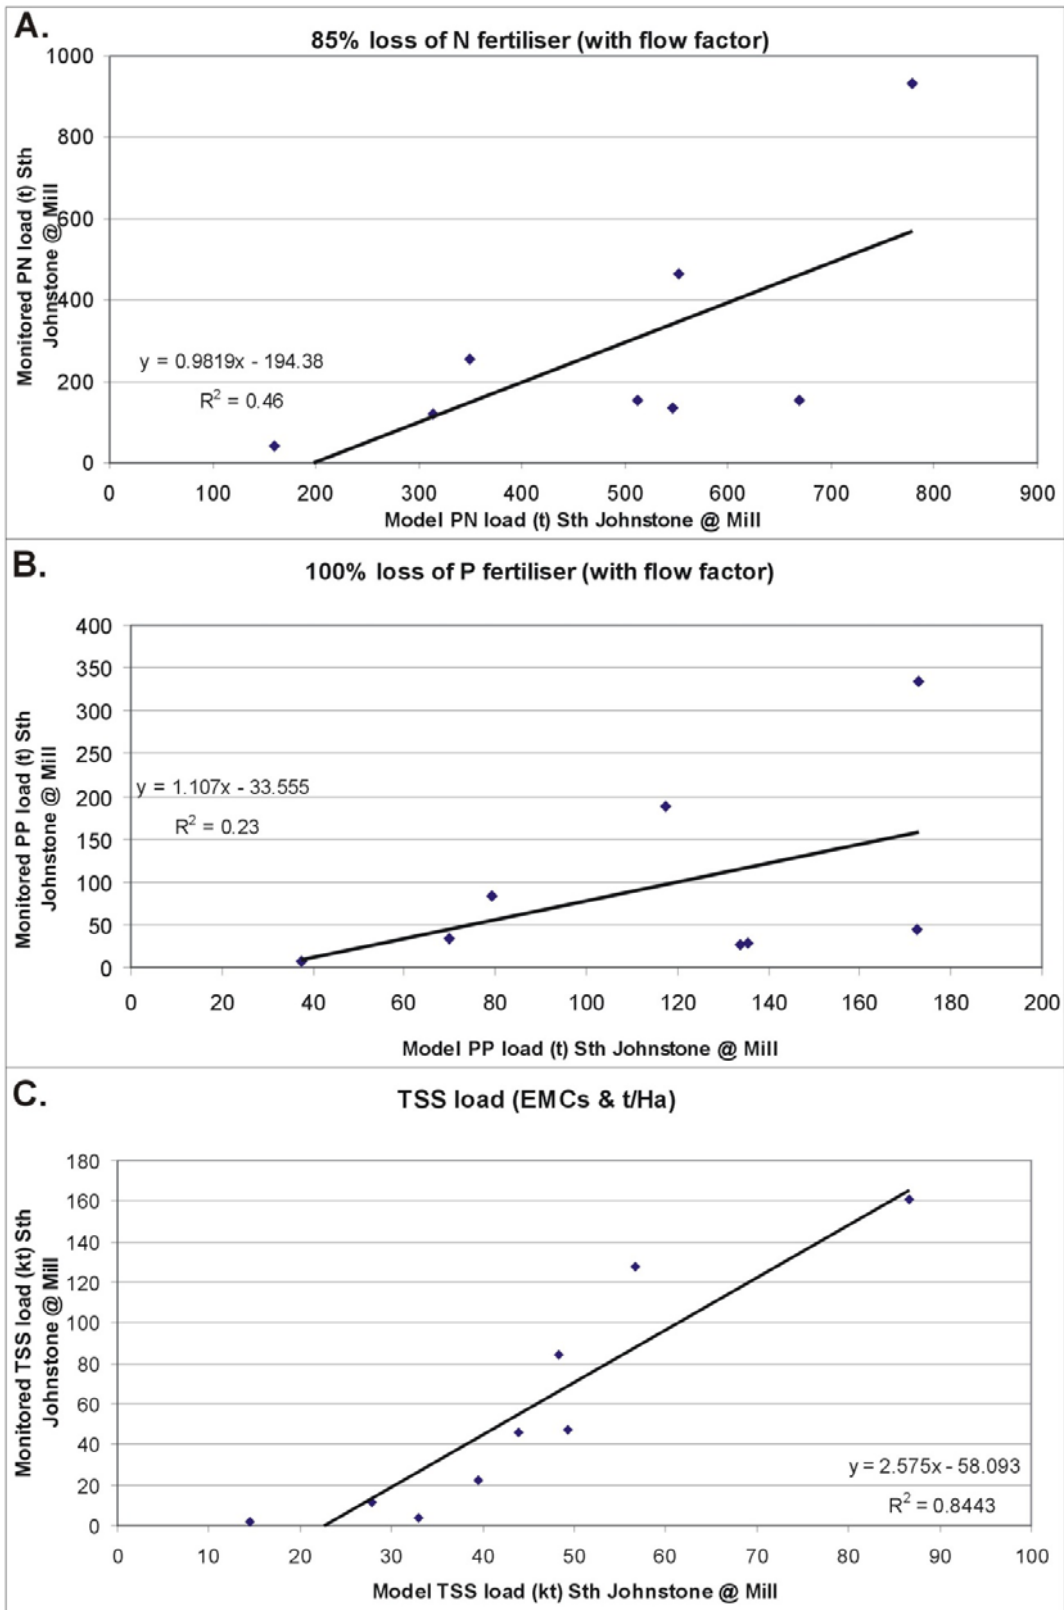 A.
85% loss of N fertiliser (with flow factor)
Monitored PN load (t) Sth
Johnstone @ Mill
1000
800
600
400
200
0
y = 0.9819x - 194.38
R² = 0.46
0 100 200 300 400 500 600 700 800 900
Model PN load (t) Sth Johnstone @ Mill
B.
100% loss of P fertiliser (with flow factor)
Monitored PP load (t) Sth
Johnstone @ Mill
400
350
300
250
200
150
100
50
0
y = 1.107x - 33.555
R² = 0.23
0 20 40 60 80 100 120 140 160 180 200
Model PP load (t) Sth Johnstone @ Mill
C.
TSS load (EMCs & t/Ha)
Monitored TSS load (kt) Sth
Johnstone @ Mill
180
160
140
120
100
80
60
40
20
0
y = 2.575x - 58.093
R² = 0.8443
0 10 20 30 40 50 60 70 80 90 100
Model TSS load (kt) Sth Johnstone @ Mill